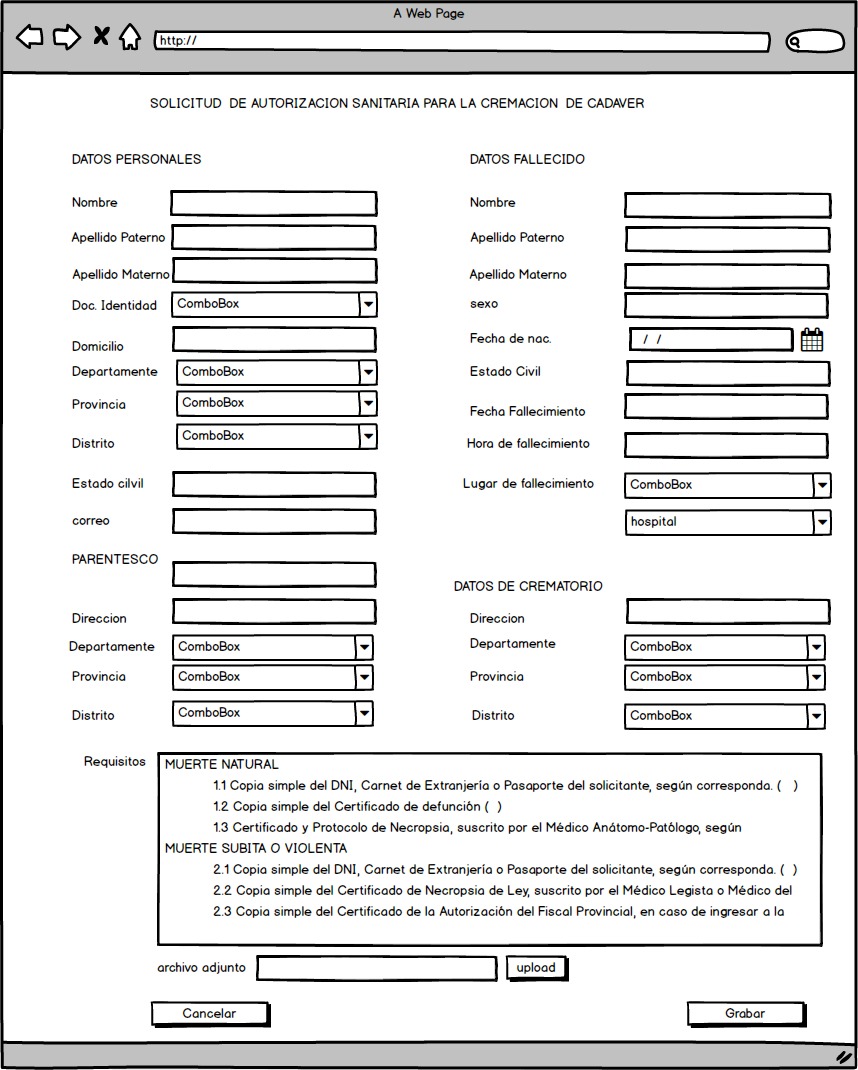 A Web Page
http://
SOLICITUD DE AUTORIZACION SANITARIA PARA LA CREMACION DE CADAVER
DATOS PERSONALES
Nombre
Apellido Paterno
Apellido Materno
Doc. Identidad ComboBox
Domicilio
Departamente ComboBox
Provincia ComboBox
Distrito ComboBox
Estado cilvil
correo
PARENTESCO
Direccion
Departamente ComboBox
Provincia ComboBox
Distrito ComboBox
DATOS FALLECIDO
Nombre
Apellido Paterno
Apellido Materno
sexo
Fecha de nac. / /
Estado Civil
Fecha Fallecimiento
Hora de fallecimiento
Lugar de fallecimiento ComboBox
hospital
DATOS DE CREMATORIO
Direccion
Departamente ComboBox
Provincia ComboBox
Distrito ComboBox
Requisitos
MUERTE NATURAL
1.1 Copia simple del DNI, Carnet de Extranjería o Pasaporte del solicitante, según corresponda. ( )
1.2 Copia simple del Certificado de defunción ( )
1.3 Certificado y Protocolo de Necropsia, suscrito por el Médico Anátomo-Patólogo, según
MUERTE SUBITA O VIOLENTA
2.1 Copia simple del DNI, Carnet de Extranjería o Pasaporte del solicitante, según corresponda. ( )
2.2 Copia simple del Certificado de Necropsia de Ley, suscrito por el Médico Legista o Médico del
2.3 Copia simple del Certificado de la Autorización del Fiscal Provincial, en caso de ingresar a la
archivo adjunto upload
Cancelar Grabar